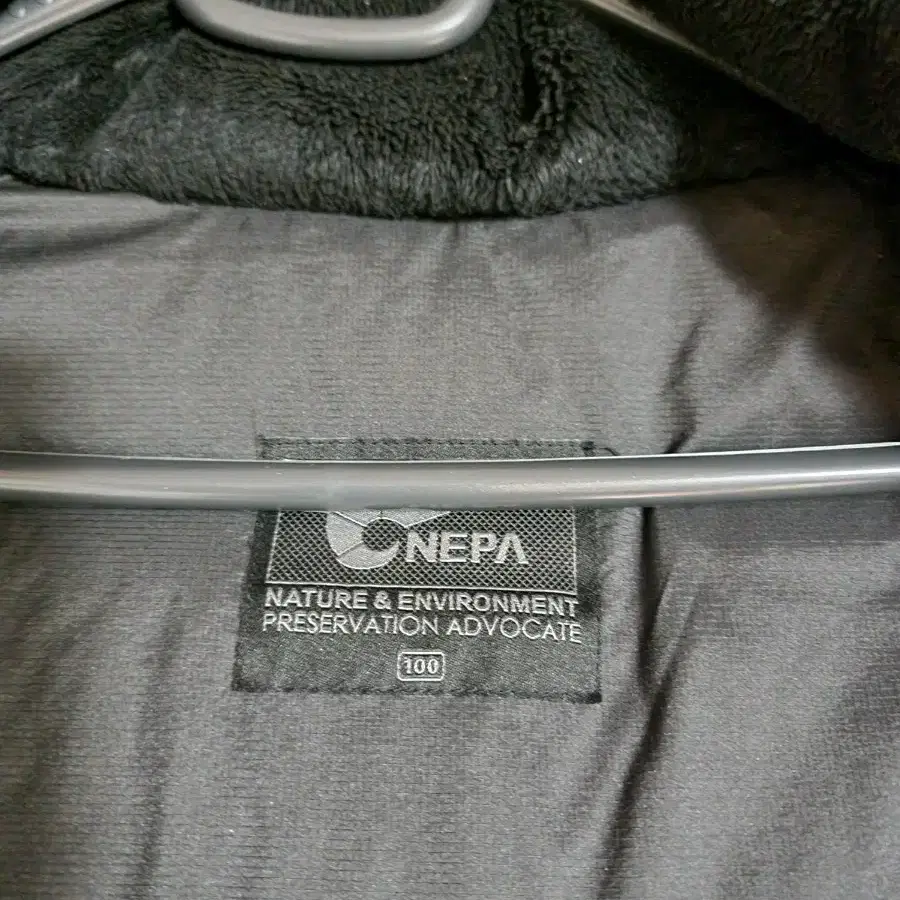 NEPA
NATURE & ENVIRONMENT
PRESERVATION ADVOCATE
100